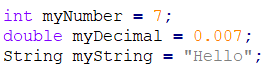 int myNumber = 7;
double myDecimal = 0.007;
String myString = "Hello";